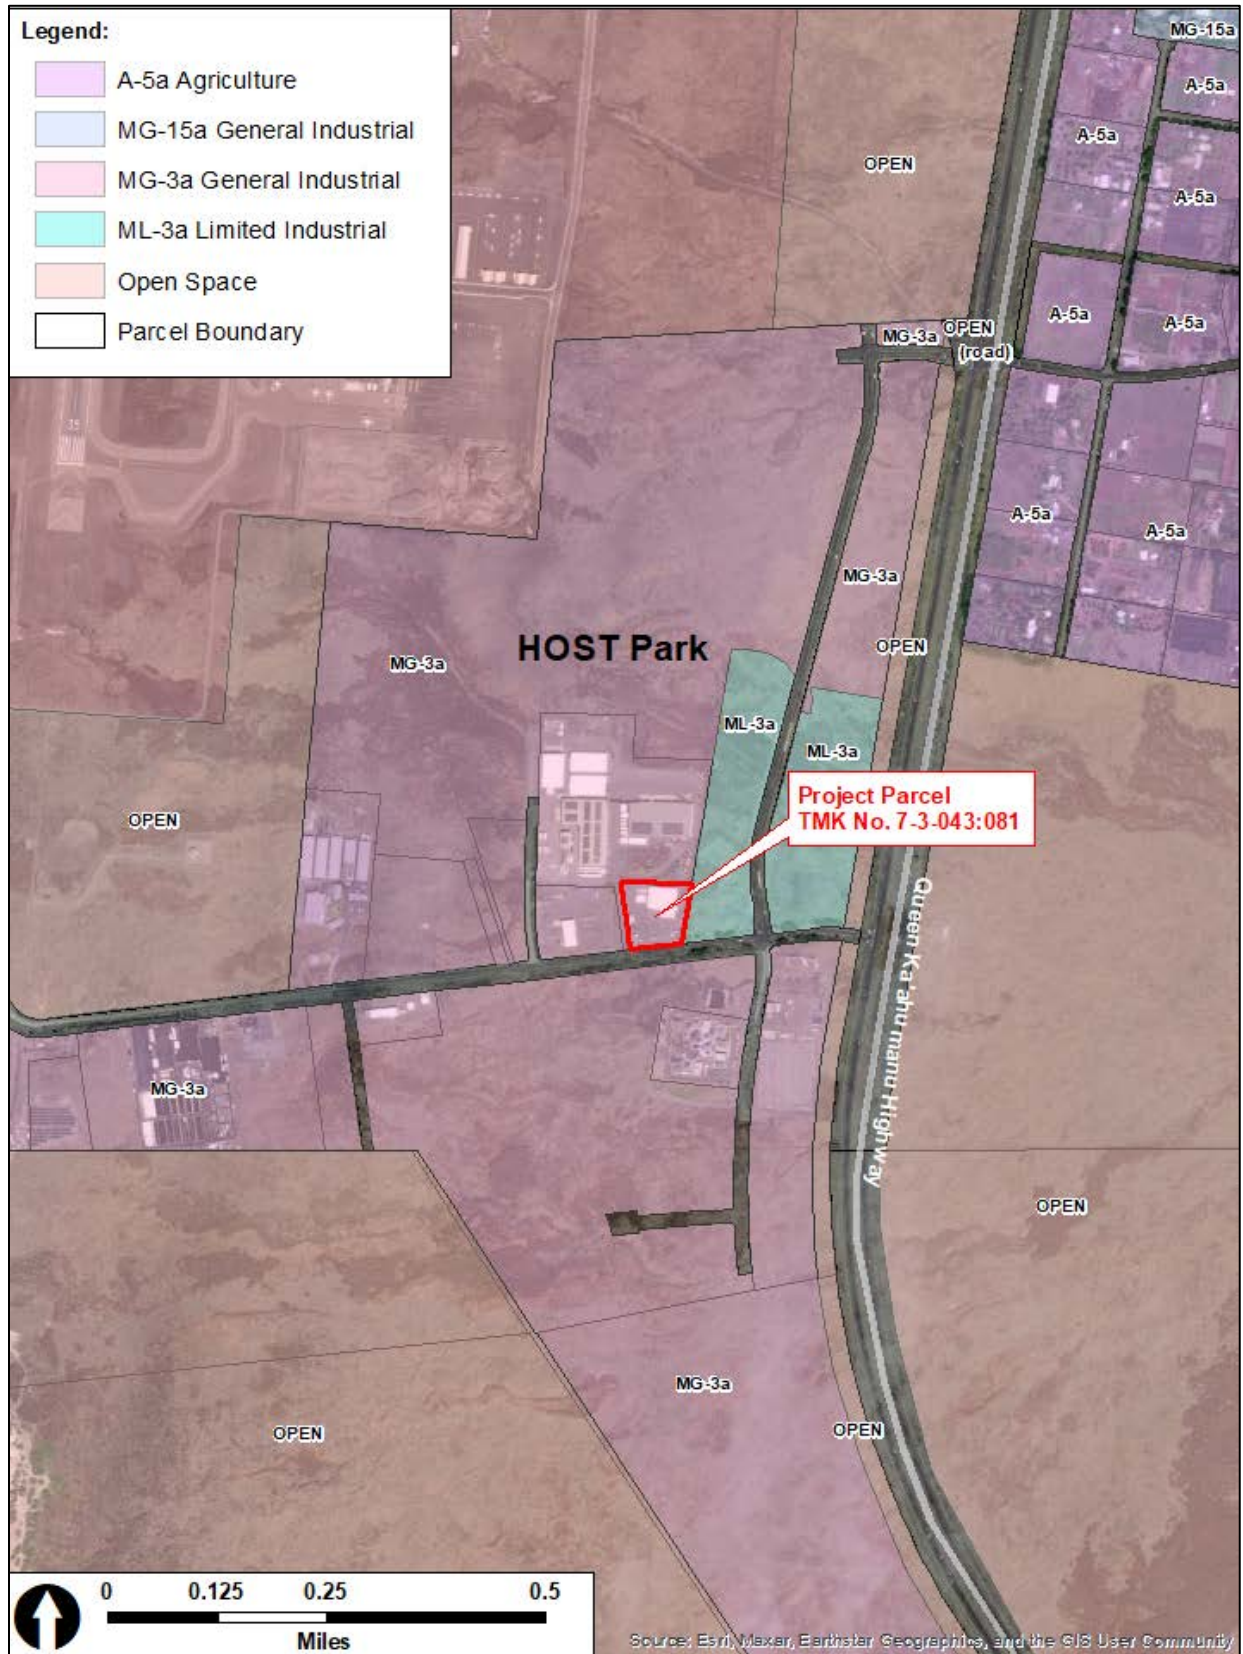 Legend:
A-5a Agriculture
MG-15a General Industrial
MG-3a General Industrial
ML-3a Limited Industrial
Open Space
Parcel Boundary
MG-15a
A-5a
A-5a
OPEN
A-5a
A-5a
A-5a
MG-3a
OPEN
(road)
35
A-5a
A-5a
MG-3a
OPEN
HOST Park
MG-3a
ML-3a
ML-3a
Project Parcel
TMK No. 7-3-043:081
OPEN
Queen Ka'ahumanu Highway
MG-3a
OPEN
MG-3a
OPEN
OPEN
0 0.125 0.25 0.5
Miles
Source: Esri, Maxar, Earthstar Geographics, and the GIS User Community